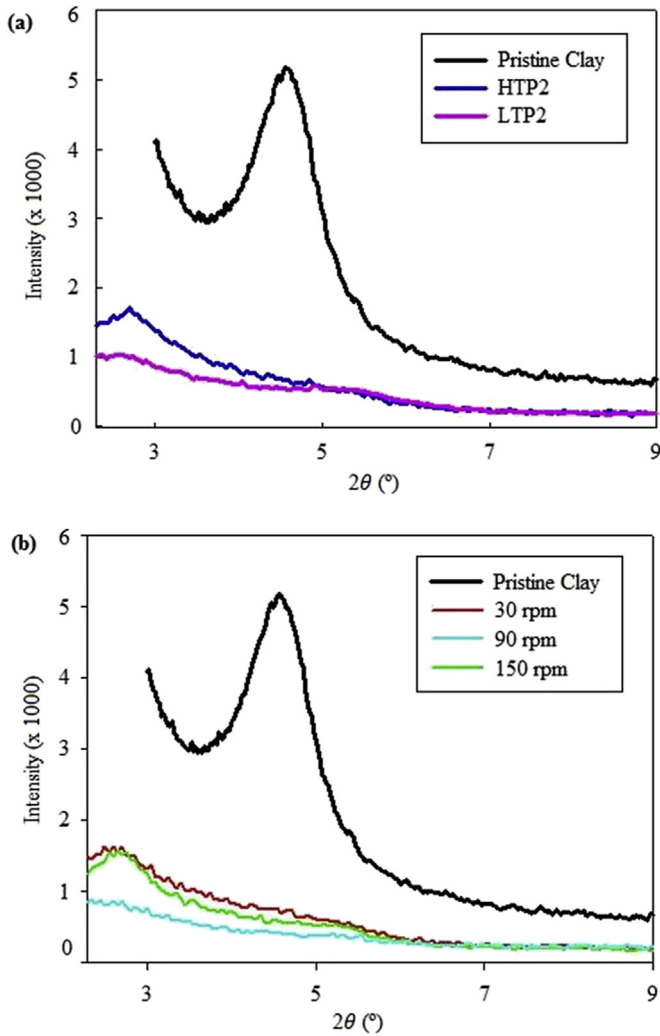 (a)
6
5
4
3
2
1
0
Intensity (x 1000)
Pristine Clay
HTP2
LTP2
3 5 7 9
2θ (°)
(b)
6
5
4
3
2
1
0
Intensity (x 1000)
Pristine Clay
30 rpm
90 rpm
150 rpm
3 5 7 9
2θ (°)